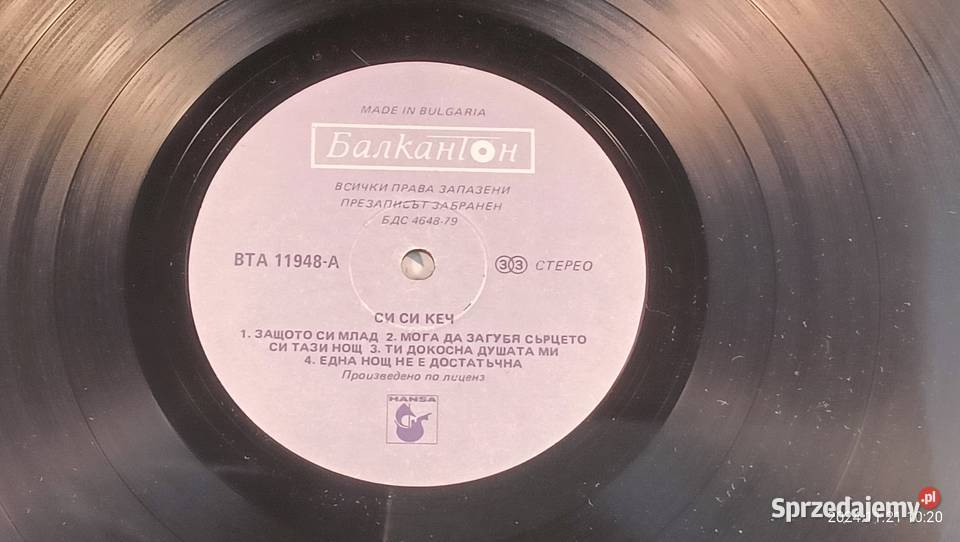 MADE IN BULGARIA
Балкантон
ВСИЧКИ ПРАВА ЗАПАЗЕНИ
ПРЕЗАПИСЪТ ЗАБРАНЕН
БДС 4648-79
ВТА 11948-А
33 СТЕРЕО
СИ СИ КЕЧ
1. ЗАЩОТО СИ МЛАД 2. МОГА ДА ЗАГУБЯ СЪРЦЕТО
СИ ТАЗИ НОЩ 3. ТИ ДОКОСНА ДУШАТА МИ
4. ЕДНА НОЩ НЕ Е ДОСТАТЪЧНА
Произведено по лиценз
HANSA
Sprzedajemy.pl
10:20